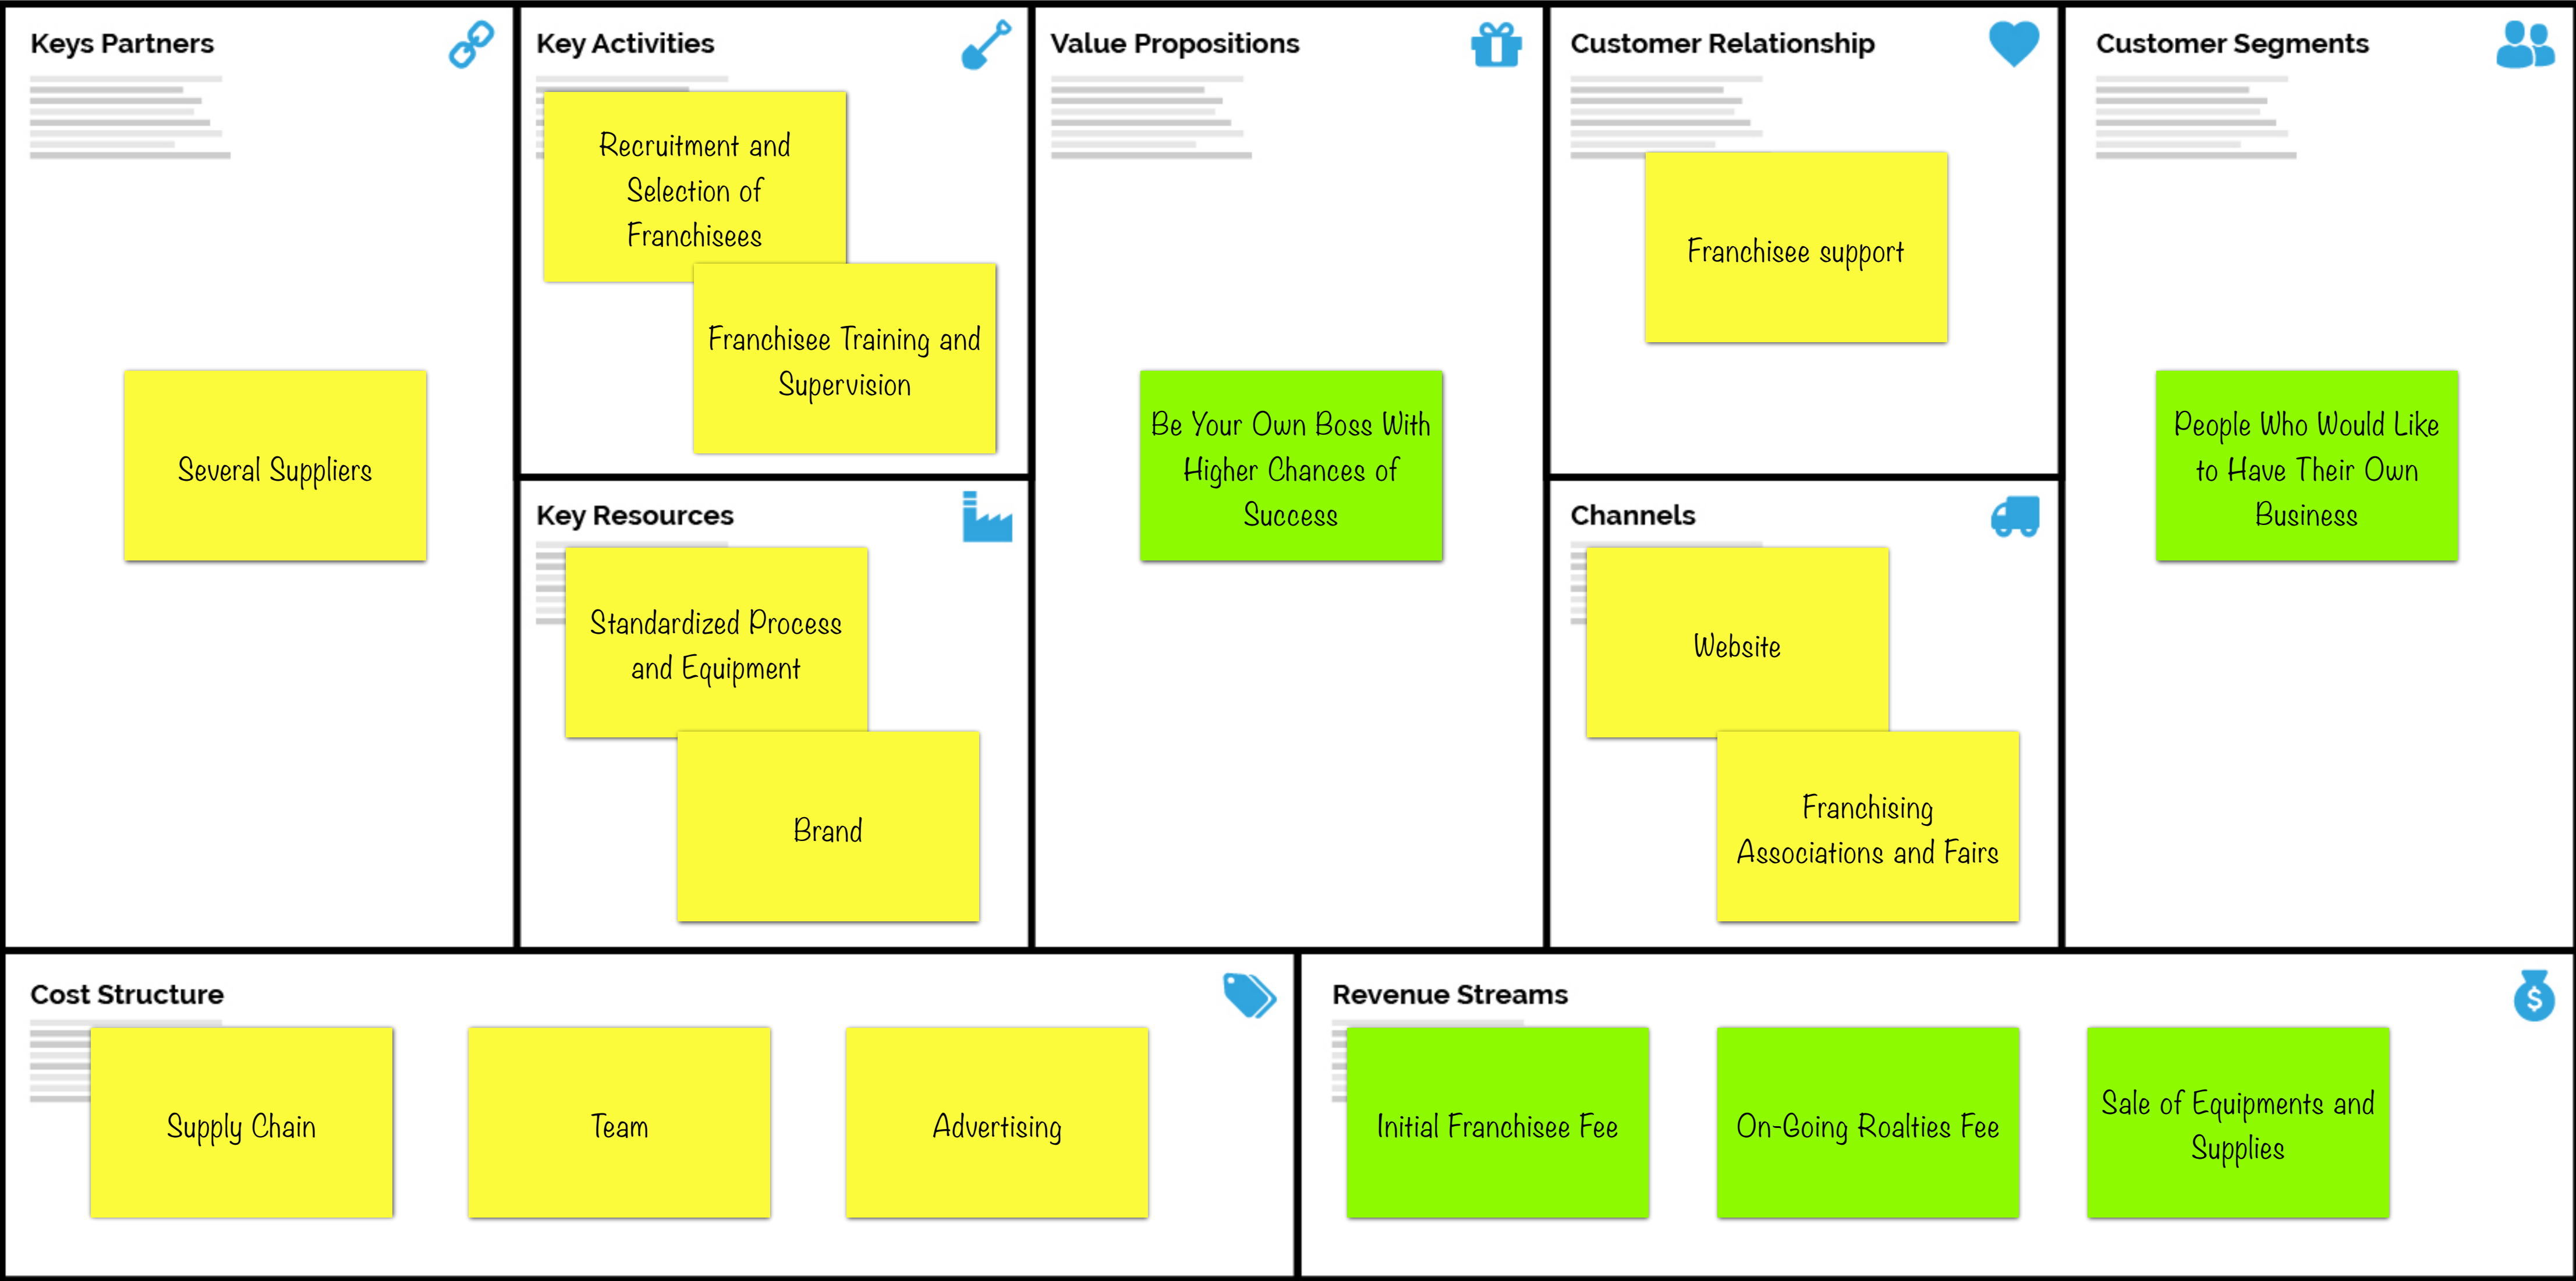 Keys Partners
Several Suppliers
Key Activities
Recruitment and
Selection of
Franchisees
Franchisee Training and
Supervision
Key Resources
Standardized Process
and Equipment
Brand
Value Propositions
Be Your Own Boss With
Higher Chances of
Success
Customer Relationship
Franchisee support
Channels
Website
Franchising
Associations and Fairs
Customer Segments
People Who Would Like
to Have Their Own
Business
Cost Structure
Supply Chain
Team
Advertising
Revenue Streams
$
Initial Franchisee Fee
On-Going Roalties Fee
Sale of Equipments and
Supplies